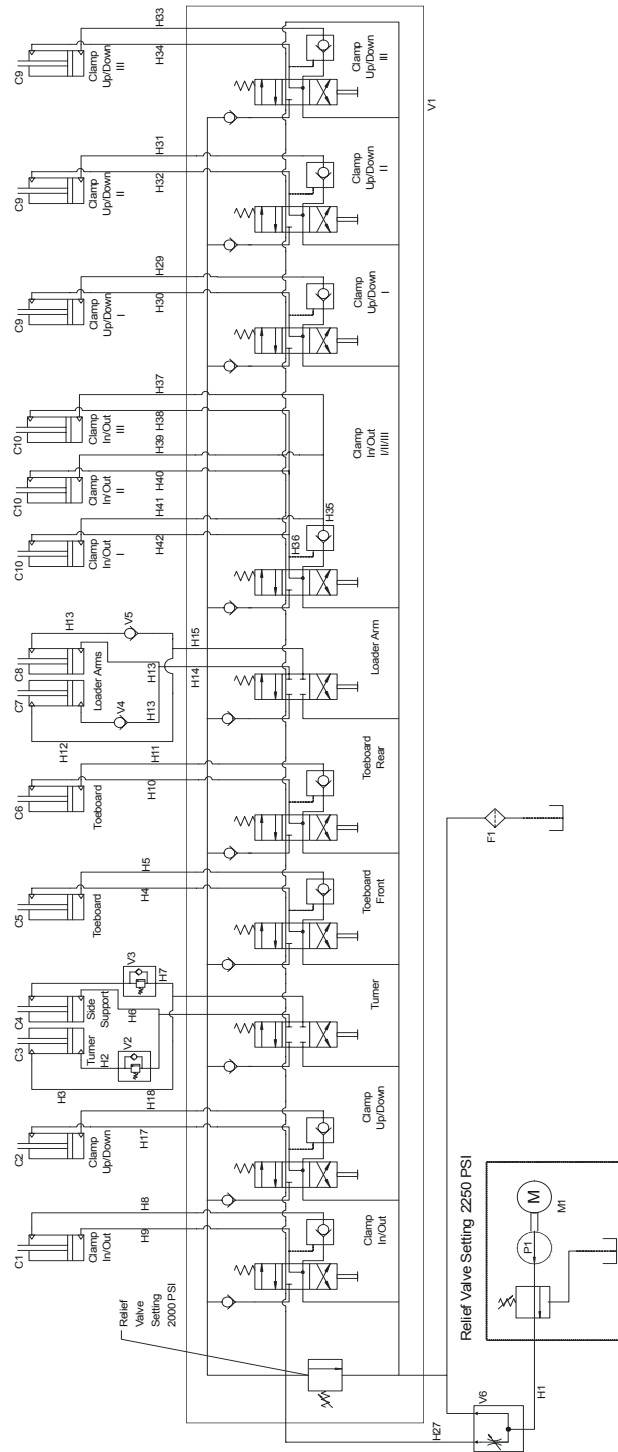 C1
Clamp
In/Out
H9
H8
C2
Clamp
Up/Down
H17
H3
C3
Turner
H2
V2
H18
C4
Side
Support
H6
V3
H7
C5
Toeboard
H4
H5
C6
Toeboard
H10
H11
H12
C7
V4
H13
Loader Arms
C8
H13
H13
V5
H14
H15
C10
Clamp
In/Out
I
H42
H41
C10
Clamp
In/Out
II
H40
H39
C10
Clamp
In/Out
III
H38
H37
C9
Clamp
Up/Down
I
H30
H29
C9
Clamp
Up/Down
II
H32
H31
C9
Clamp
Up/Down
III
H34
H33
Relief
Valve
Setting
2000 PSI
H36
H35
Clamp
In/Out
Clamp
Up/Down
Turner
Toeboard
Front
Toeboard
Rear
Loader Arm
Clamp
In/Out
I/II/III
Clamp
Up/Down
I
Clamp
Up/Down
II
Clamp
Up/Down
III
V1
H27
V6
H1
Relief Valve Setting 2250 PSI
P1
M
M1
F1